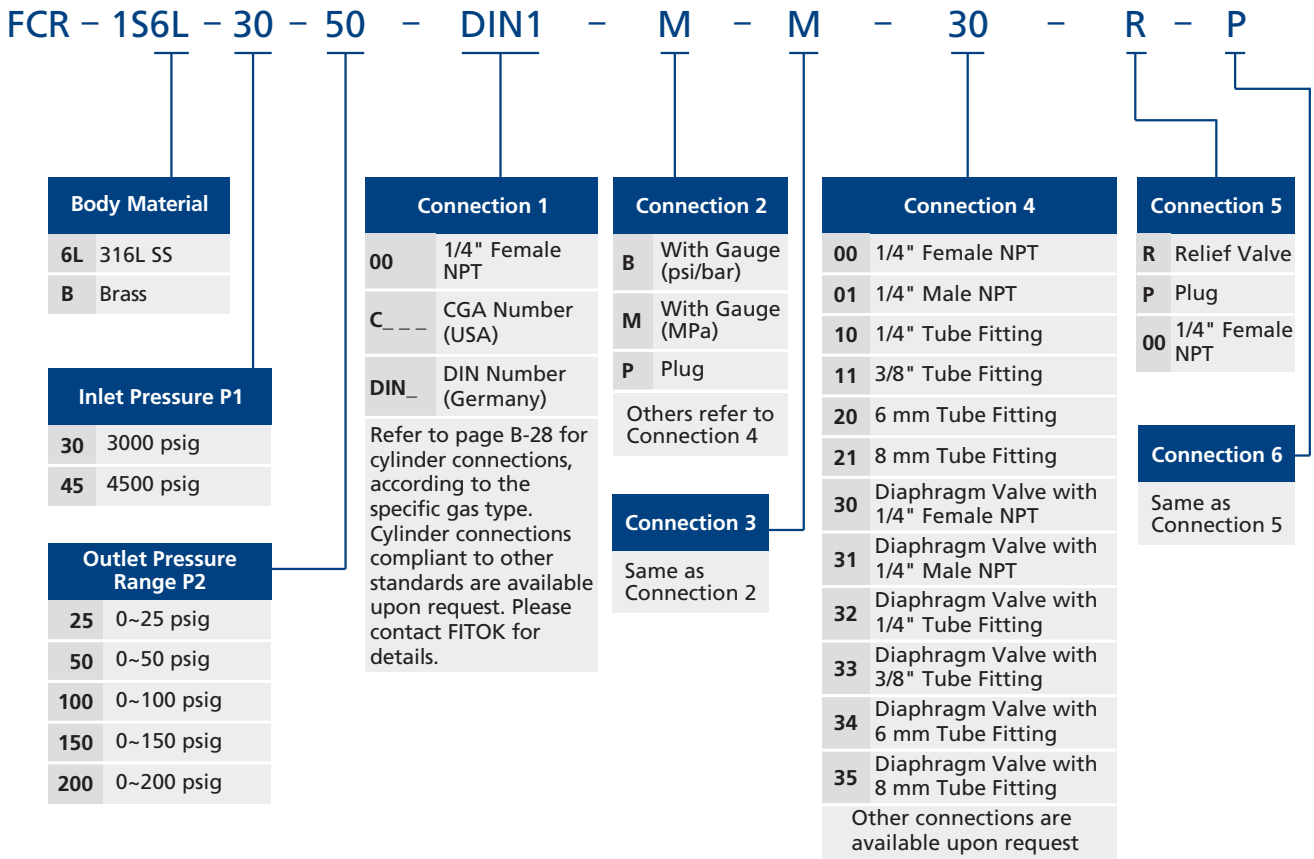 FCR – 1S6L – 30 – 50 – DIN1 – M – M – 30 – R – P
Body Material
6L 316L SS
B Brass
Inlet Pressure P1
30 3000 psig
45 4500 psig
Outlet Pressure
Range P2
25 0~25 psig
50 0~50 psig
100 0~100 psig
150 0~150 psig
200 0~200 psig
Connection 1
00 1/4" Female
NPT
C_ _ _ CGA Number
(USA)
DIN_ DIN Number
(Germany)
Refer to page B-28 for
cylinder connections,
according to the
specific gas type.
Cylinder connections
compliant to other
standards are available
upon request. Please
contact FITOK for
details.
Connection 2
B With Gauge
(psi/bar)
M With Gauge
(MPa)
P Plug
Others refer to
Connection 4
Connection 3
Same as
Connection 2
Connection 4
00 1/4" Female NPT
01 1/4" Male NPT
10 1/4" Tube Fitting
11 3/8" Tube Fitting
20 6 mm Tube Fitting
21 8 mm Tube Fitting
30 Diaphragm Valve with
1/4" Female NPT
31 Diaphragm Valve with
1/4" Male NPT
32 Diaphragm Valve with
1/4" Tube Fitting
33 Diaphragm Valve with
3/8" Tube Fitting
34 Diaphragm Valve with
6 mm Tube Fitting
35 Diaphragm Valve with
8 mm Tube Fitting
Other connections are
available upon request
Connection 5
R Relief Valve
P Plug
00 1/4" Female
NPT
Connection 6
Same as
Connection 5